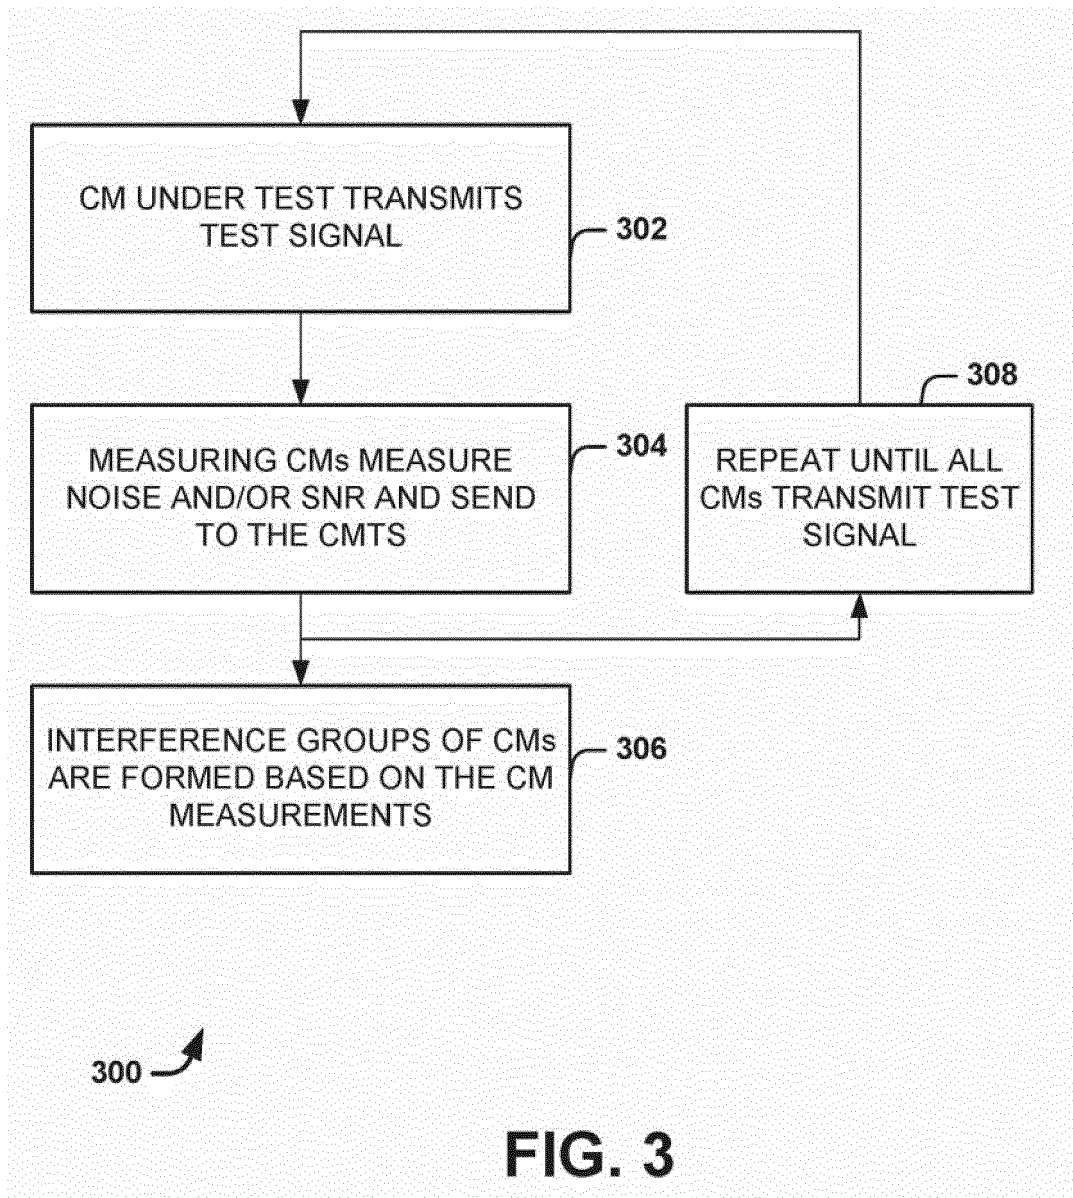 CM UNDER TEST TRANSMITS
TEST SIGNAL
302
MEASURING CMs MEASURE
NOISE AND/OR SNR AND SEND
TO THE CMTS
304
308
REPEAT UNTIL ALL
CMs TRANSMIT TEST
SIGNAL
INTERFERENCE GROUPS OF CMs
ARE FORMED BASED ON THE CM
MEASUREMENTS
306
300
FIG. 3